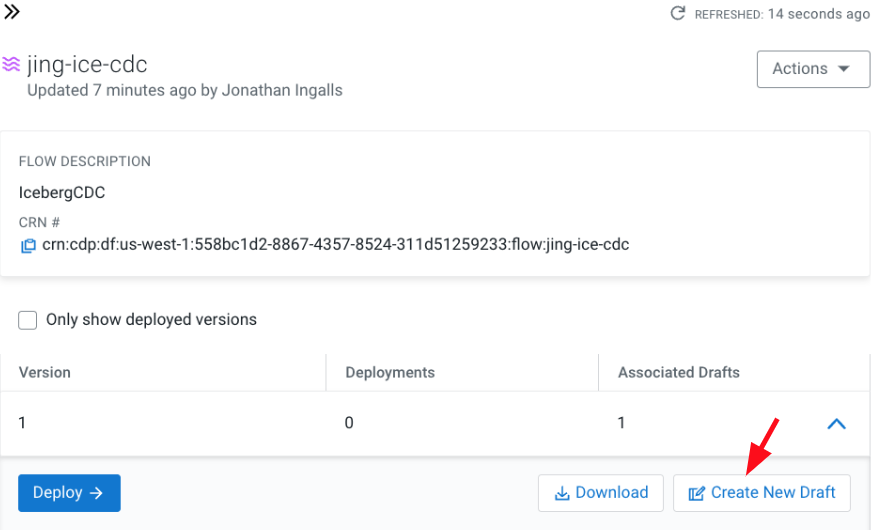 REFRESHED: 14 seconds ago
jing-ice-cdc
Updated 7 minutes ago by Jonathan Ingalls
Actions
FLOW DESCRIPTION
IcebergCDC
CRN #
crn:cdp:df:us-west-1:558bc1d2-8867-4357-8524-311d51259233:flow:jing-ice-cdc
Only show deployed versions
Version Deployments Associated Drafts
1 0 1
Deploy Download Create New Draft